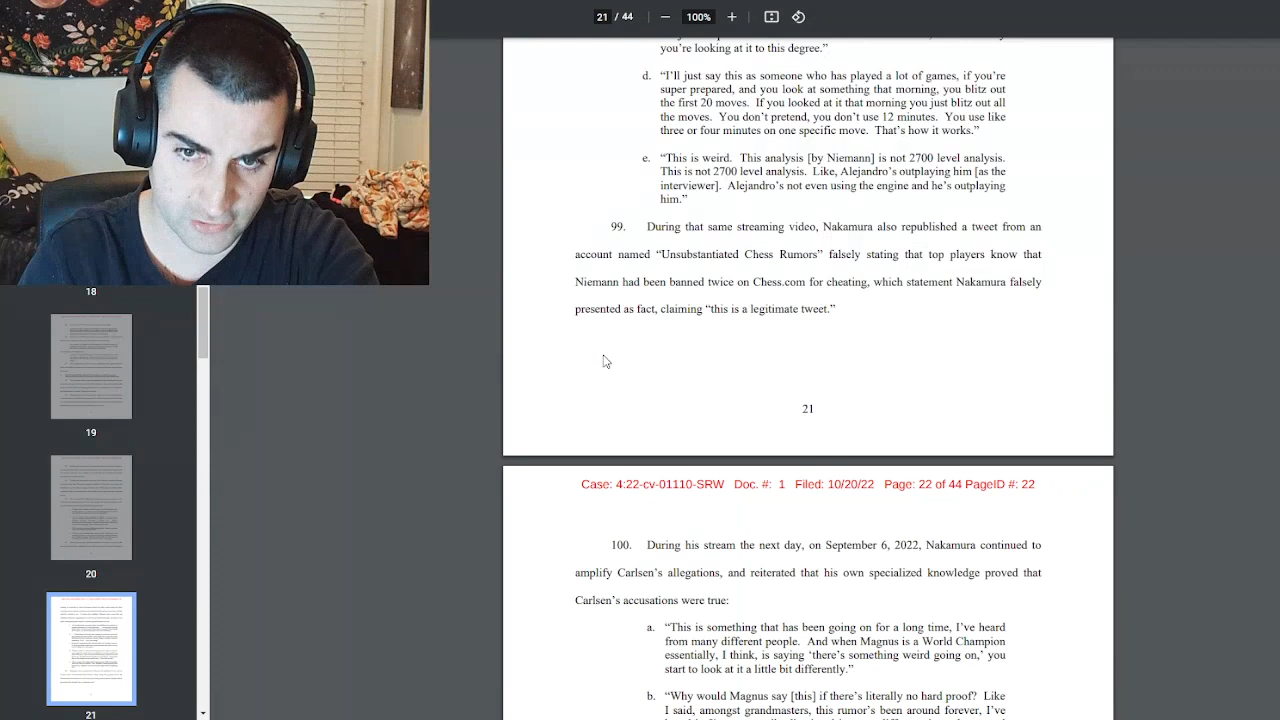 21 / 44
100%
you're looking at it to this degree.”
d. “I'll just say this as someone who has played a lot of games, if you're
super prepared, and you look at something that morning, you blitz out
the first 20 moves. If you looked at it that morning you just blitz out all
the moves. You don't pretend, you don't use 12 minutes. You use like
three or four minutes on one specific move. That's how it works.”
e. “This is weird. This analysis [by Niemann] is not 2700 level analysis.
This is not 2700 level analysis. Like, Alejandro's outplaying him [as the
interviewer]. Alejandro's not even using the engine and he's outplaying
him.”
99. During that same streaming video, Nakamura also republished a tweet from an
account named “Unsubstantiated Chess Rumors” falsely stating that top players know that
Niemann had been banned twice on Chess.com for cheating, which statement Nakamura falsely
presented as fact, claiming “this is a legitimate tweet.”
21
Case: 4:22-cv-01110-SRW Doc. #: 1 Filed: 10/20/22 Page: 22 of 44 PageID #: 22
100. During his stream the next day, on September 6, 2022, Nakamura continued to
amplify Carlsen's allegations, and reiterated that his own specialized knowledge proved that
Carlsen's accusations were true:
a. “This is something that has been going on for a long time. I've heard
from many different people. And when Magnus is a World Champion
essentially, I think, is saying 'there's something weird going on,' you
start to look at it a little bit differently.”
b. “Why would Magnus say [this] if there's literally no hard proof? Like
I said, amongst grandmasters, this rumor's been around forever, I've
18
19
20
21